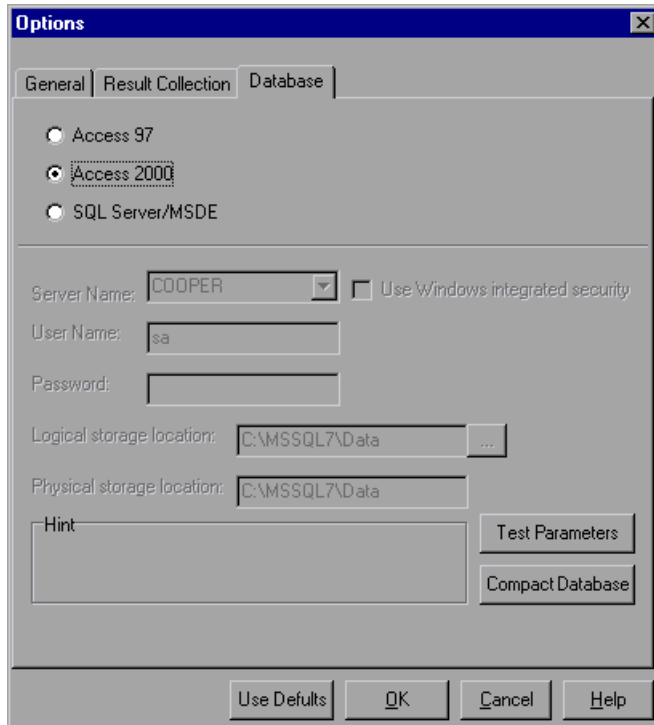 Options
General Result Collection Database
Access 97
Access 2000
SQL Server/MSDE
Server Name: COOPER Use Windows integrated security
User Name: sa
Password:
Logical storage location: C:\MSSQL7\Data ...
Physical storage location: C:\MSSQL7\Data
Hint
Test Parameters
Compact Database
Use Defults OK Cancel Help